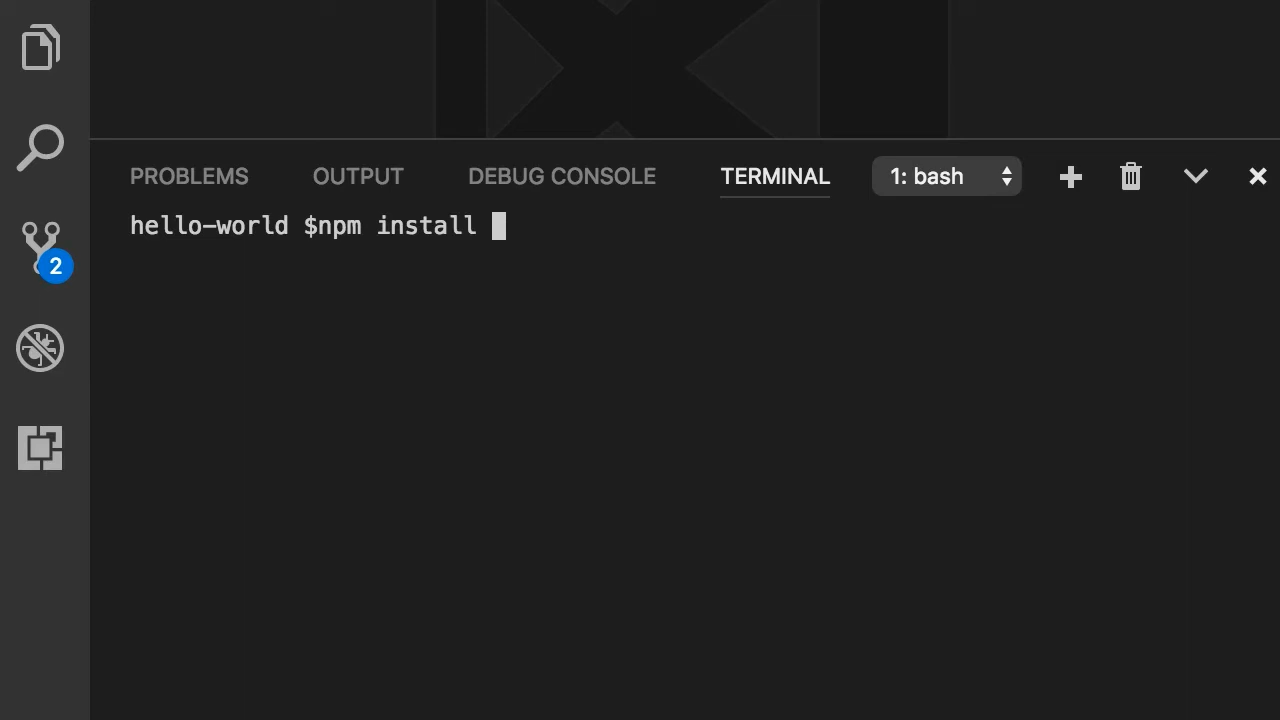 PROBLEMS OUTPUT DEBUG CONSOLE TERMINAL 1: bash
hello-world $npm install
2